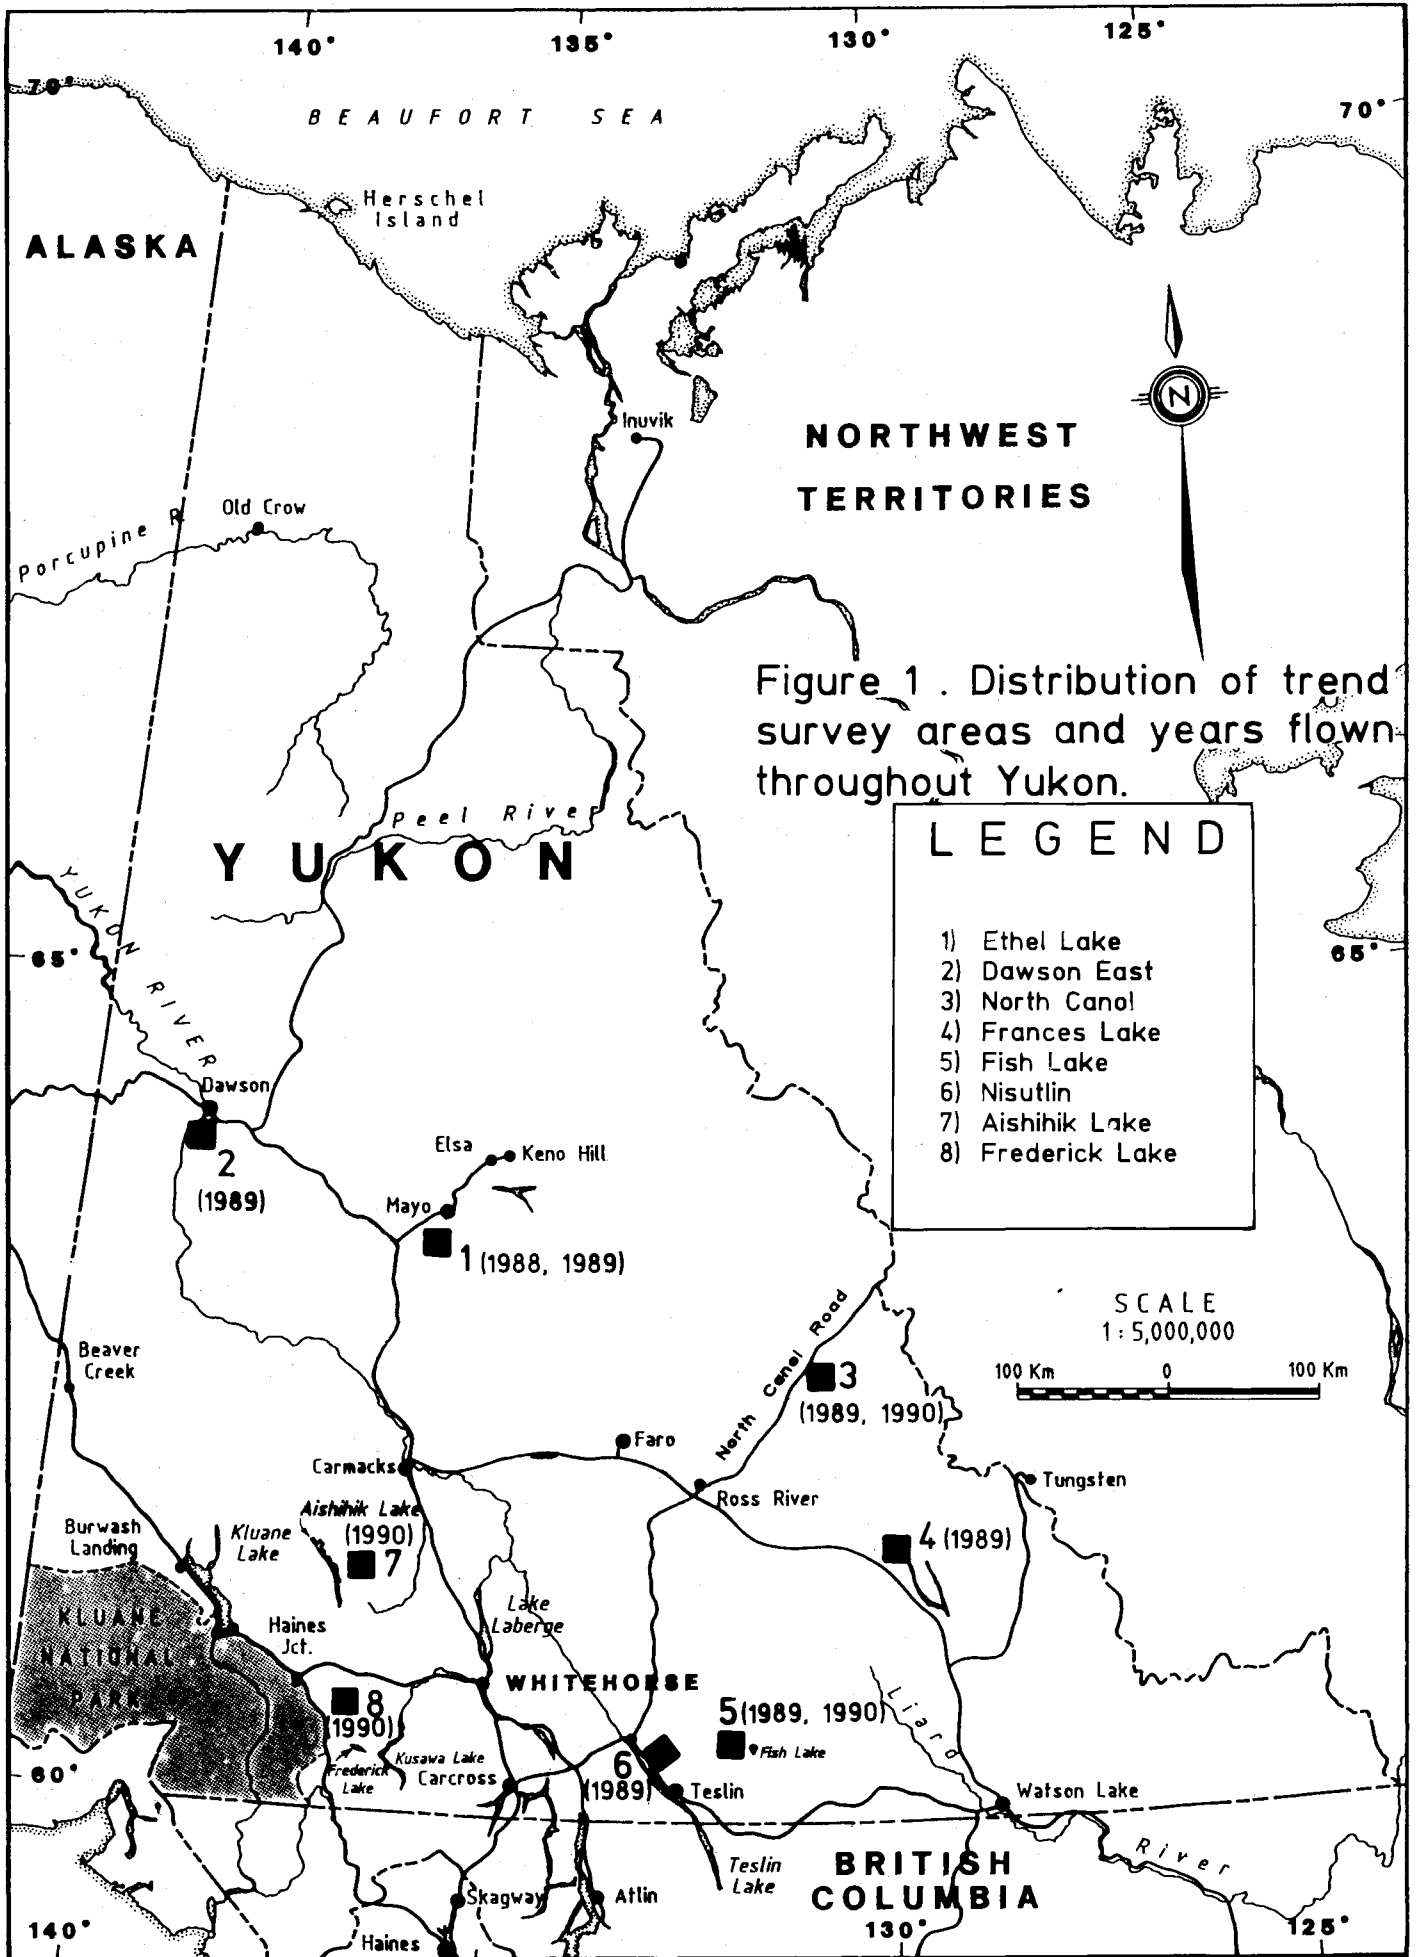 140°
135°
130°
125°
70°
70°
BEAUFORT SEA
Herschel
Island
ALASKA
Inuvik
NORTHWEST
TERRITORIES
Old Crow
Porcupine R.
Figure 1 . Distribution of trend
survey areas and years flown
throughout Yukon.
Peel River
YUKON
LEGEND
1) Ethel Lake
2) Dawson East
3) North Canol
4) Frances Lake
5) Fish Lake
6) Nisutlin
7) Aishihik Lake
8) Frederick Lake
YUKON RIVER
65°
65°
Dawson
2
(1989)
Elsa
Keno Hill
Mayo
1 (1988, 1989)
SCALE
1 : 5,000,000
100 Km 0 100 Km
Beaver
Creek
North Canol Road
3
(1989, 1990)
Faro
Carmacks
Ross River
Tungsten
Aishihik Lake
(1990)
7
4 (1989)
Burwash
Landing
Kluane
Lake
KLUANE
NATIONAL
PARK
Haines
Jct.
Lake
Laberge
WHITEHORSE
8
(1990)
Frederick
Lake
Kusawa Lake
Carcross
5 (1989, 1990)
Fish Lake
6
(1989)
Teslin
Liard
Watson Lake
60°
River
Teslin
Lake
BRITISH
COLUMBIA
Skagway
Atlin
Haines
140°
130°
125°